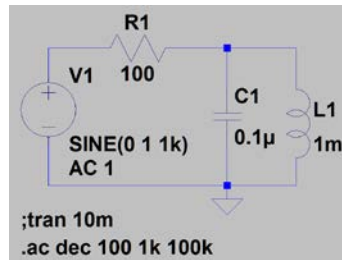 R1
V1
100
C1
L1
SINE(0 1 1k)
0.1µ
1m
AC 1
;tran 10m
.ac dec 100 1k 100k